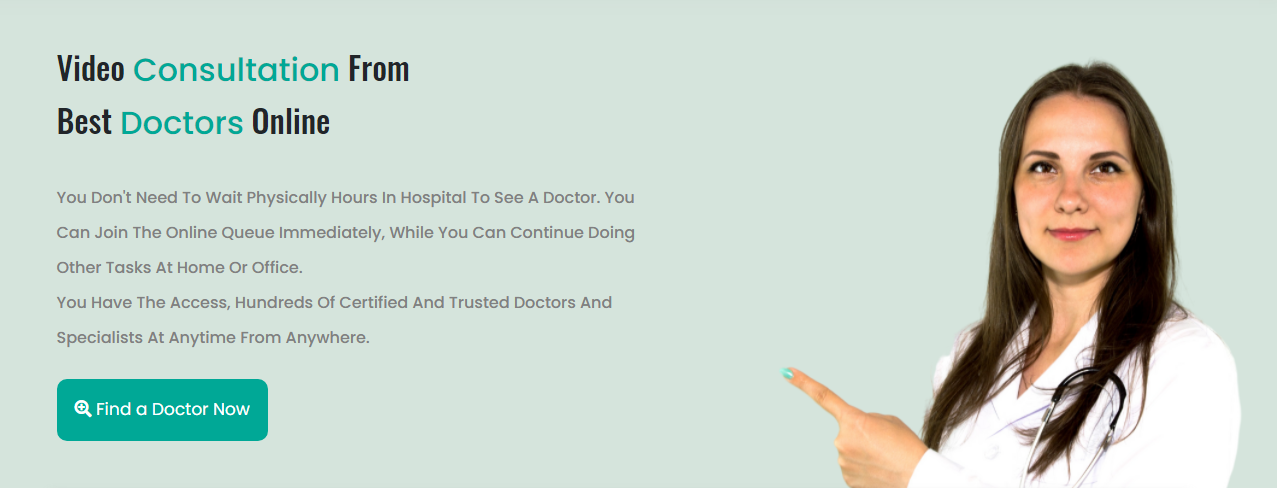 Video Consultation From
Best Doctors Online
You Don't Need To Wait Physically Hours In Hospital To See A Doctor. You
Can Join The Online Queue Immediately, While You Can Continue Doing
Other Tasks At Home Or Office.
You Have The Access, Hundreds Of Certified And Trusted Doctors And
Specialists At Anytime From Anywhere.
Find a Doctor Now